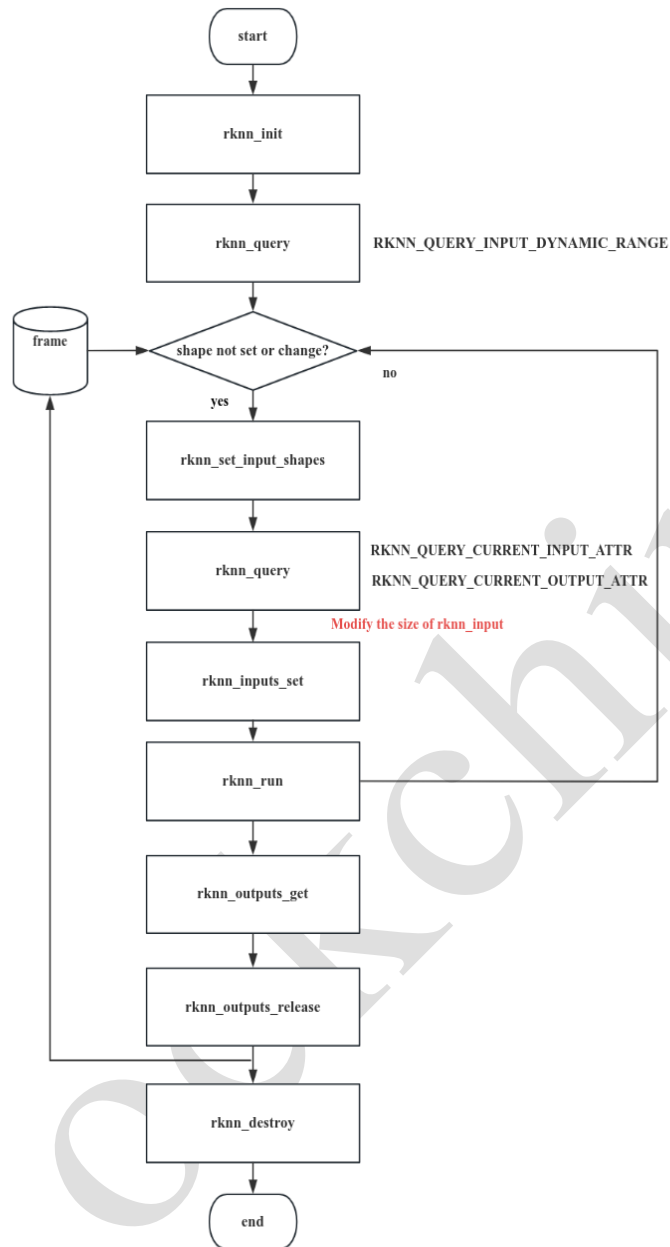 start
rknn_init
rknn_query
RKNN_QUERY_INPUT_DYNAMIC_RANGE
frame
shape not set or change?
no
yes
rknn_set_input_shapes
rknn_query
RKNN_QUERY_CURRENT_INPUT_ATTR
RKNN_QUERY_CURRENT_OUTPUT_ATTR
Modify the size of rknn_input
rknn_inputs_set
rknn_run
rknn_outputs_get
rknn_outputs_release
rknn_destroy
end
ockchi